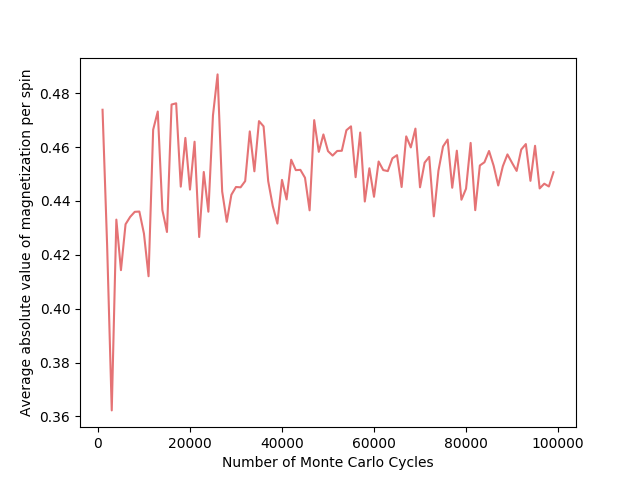 Average absolute value of magnetization per spin
0.48
0.46
0.44
0.42
0.40
0.38
0.36
0 20000 40000 60000 80000 100000
Number of Monte Carlo Cycles